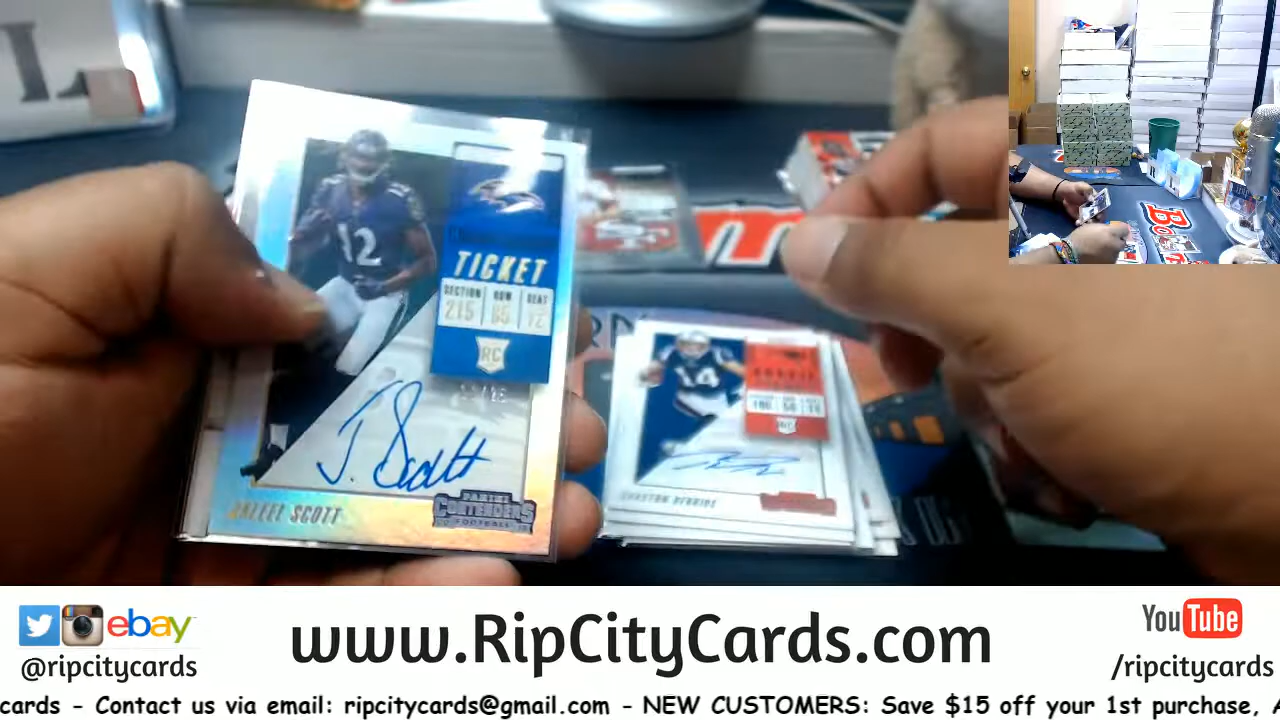 12
TICKET
SECTION ROW SEAT
215 65 12
RC
J. Scott
JALEEL SCOTT
PANINI
CONTENDERS
FOOTBALL
14
RC
ebay
@ripcitycards
www.RipCityCards.com
YouTube
/ripcitycards
cards - Contact us via email: ripcitycards@gmail.com - NEW CUSTOMERS: Save $15 off your 1st purchase, A